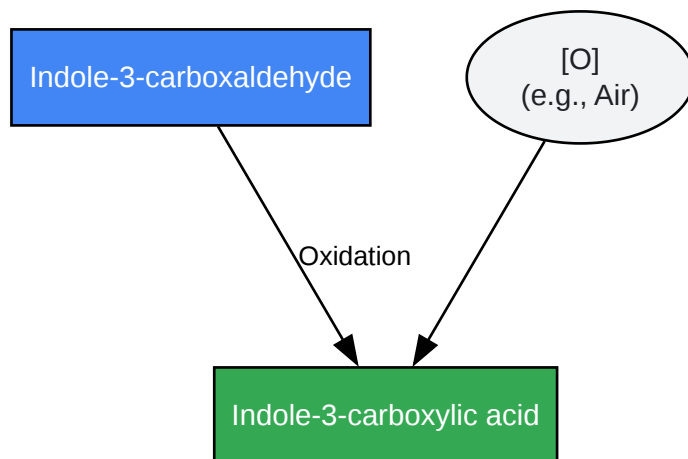 Indole-3-carboxaldehyde
[O]
(e.g., Air)
Oxidation
Indole-3-carboxylic acid